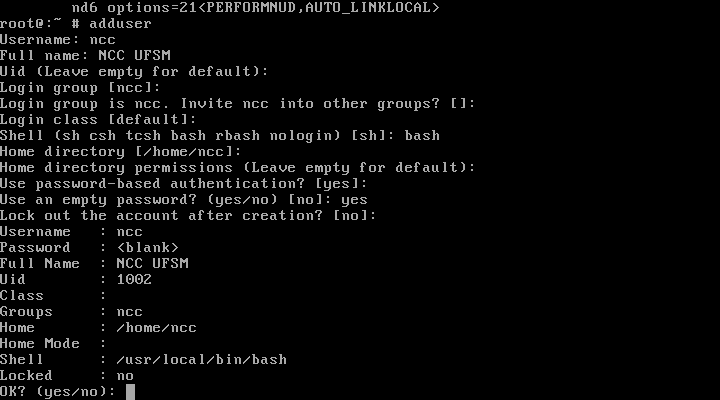 nd6 options=21<PERFORMNUD,AUTO_LINKLOCAL>
root@:~ # adduser
Username: ncc
Full name: NCC UFSM
Uid (Leave empty for default):
Login group [ncc]:
Login group is ncc. Invite ncc into other groups? []:
Login class [default]:
Shell (sh csh tcsh bash rbash nologin) [sh]: bash
Home directory [/home/ncc]:
Home directory permissions (Leave empty for default):
Use password-based authentication? [yes]:
Use an empty password? (yes/no) [no]: yes
Lock out the account after creation? [no]:
Username   : ncc
Password   : <blank>
Full Name  : NCC UFSM
Uid        : 1002
Class      :
Groups     : ncc
Home       : /home/ncc
Home Mode  :
Shell      : /usr/local/bin/bash
Locked     : no
OK? (yes/no):